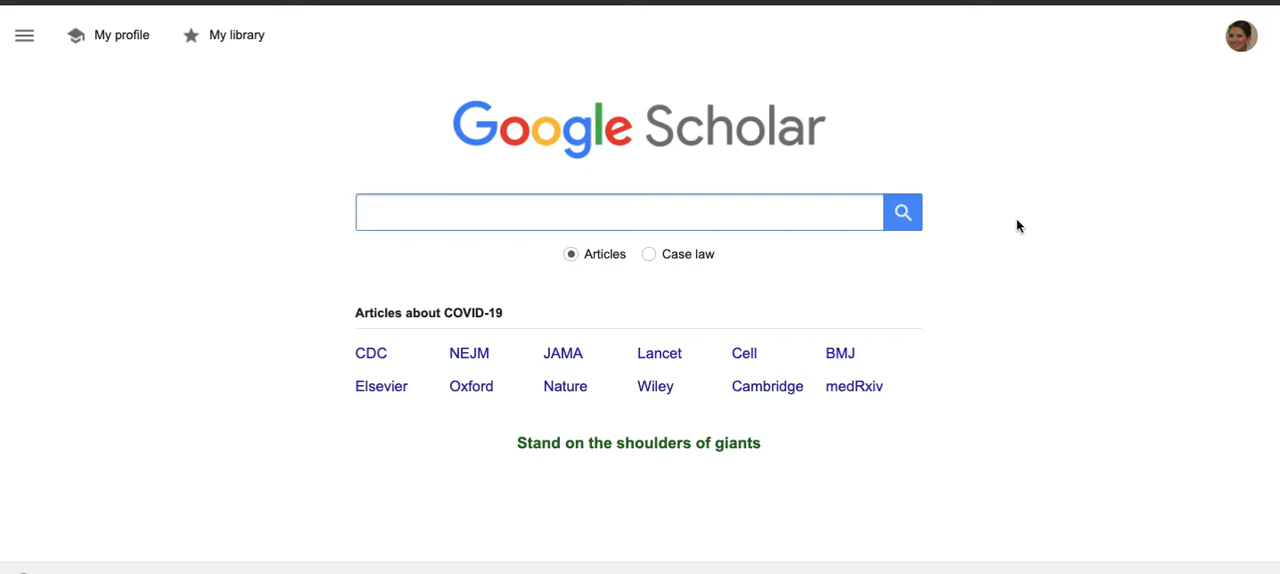 My profile My library
Google Scholar
Articles Case law
Articles about COVID-19
CDC NEJM JAMA Lancet Cell BMJ
Elsevier Oxford Nature Wiley Cambridge medRxiv
Stand on the shoulders of giants